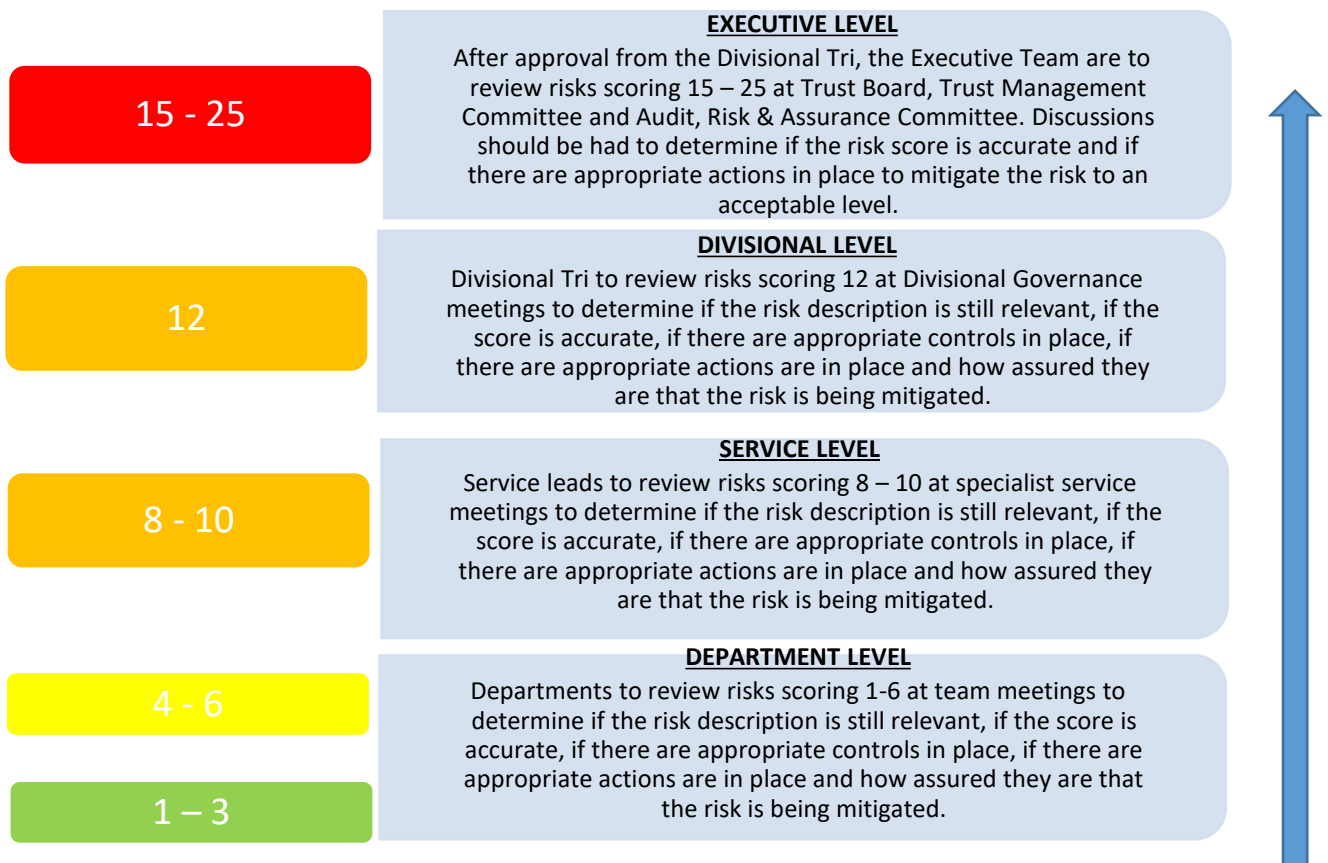 EXECUTIVE LEVEL
15 - 25
After approval from the Divisional Tri, the Executive Team are to
review risks scoring 15 – 25 at Trust Board, Trust Management
Committee and Audit, Risk & Assurance Committee. Discussions
should be had to determine if the risk score is accurate and if
there are appropriate actions in place to mitigate the risk to an
acceptable level.
DIVISIONAL LEVEL
12
Divisional Tri to review risks scoring 12 at Divisional Governance
meetings to determine if the risk description is still relevant, if the
score is accurate, if there are appropriate controls in place, if
there are appropriate actions are in place and how assured they
are that the risk is being mitigated.
SERVICE LEVEL
8 - 10
Service leads to review risks scoring 8 – 10 at specialist service
meetings to determine if the risk description is still relevant, if the
score is accurate, if there are appropriate controls in place, if
there are appropriate actions are in place and how assured they
are that the risk is being mitigated.
DEPARTMENT LEVEL
4 - 6
1 – 3
Departments to review risks scoring 1-6 at team meetings to
determine if the risk description is still relevant, if the score is
accurate, if there are appropriate controls in place, if there are
appropriate actions are in place and how assured they are that
the risk is being mitigated.